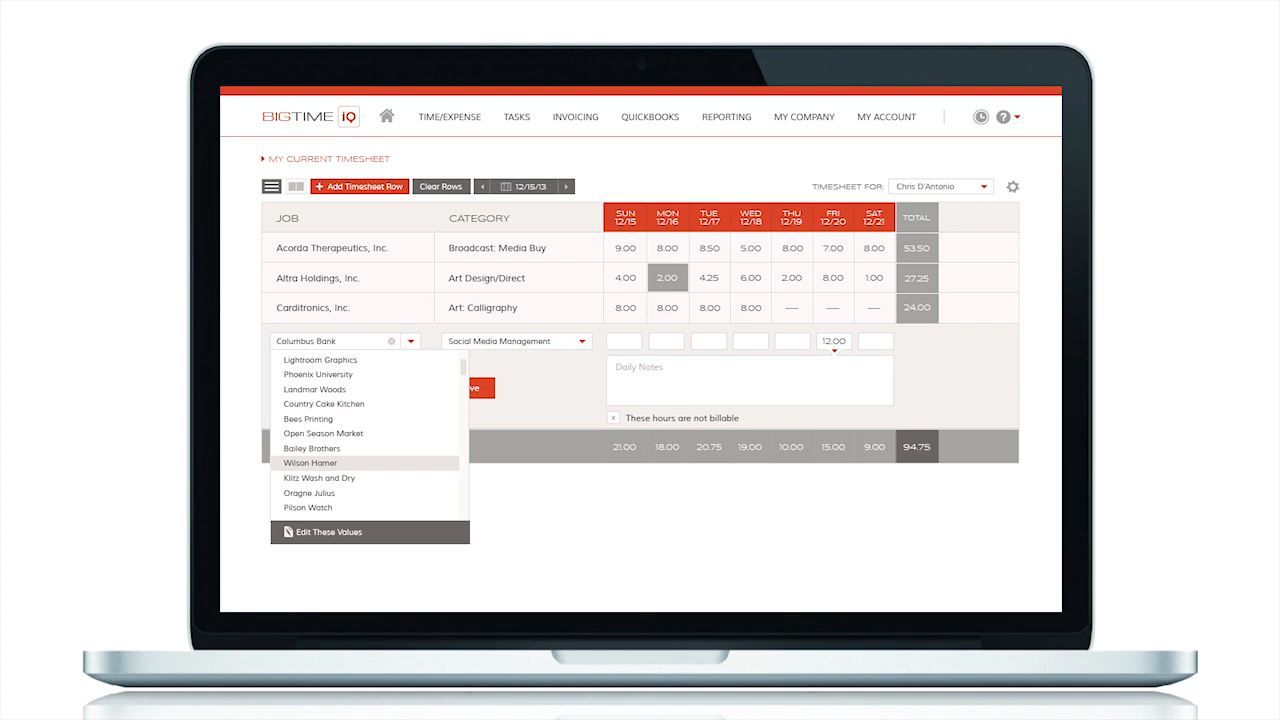 BIGTIME IQ TIME/EXPENSE TASKS INVOICING QUICKBOOKS REPORTING MY COMPANY MY ACCOUNT ?
MY CURRENT TIMESHEET
+ Add Timesheet Row Clear Rows 12/15/13 TIMESHEET FOR: Chris D'Antonio
JOB CATEGORY SUN 12/15 MON 12/16 TUE 12/17 WED 12/18 THU 12/19 FRI 12/20 SAT 12/21 TOTAL
Acorda Therapeutics, Inc. Broadcast: Media Buy 9.00 8.00 8.50 5.00 8.00 7.00 8.00 53.50
Altra Holdings, Inc. Art Design/Direct 4.00 2.00 4.25 6.00 2.00 8.00 1.00 27.25
Carditronics, Inc. Art: Calligraphy 8.00 8.00 8.00 8.00 — — — 24.00
Columbus Bank Social Media Management 12.00
Lightroom Graphics
Daily Notes
Phoenix University
Landmar Woods
ve
Country Cake Kitchen
Bees Printing
x These hours are not billable
Open Season Market
Bailey Brothers
21.00 18.00 20.75 19.00 10.00 15.00 9.00 94.75
Wilson Hamer
Klitz Wash and Dry
Oragne Julius
Pilson Watch
Edit These Values